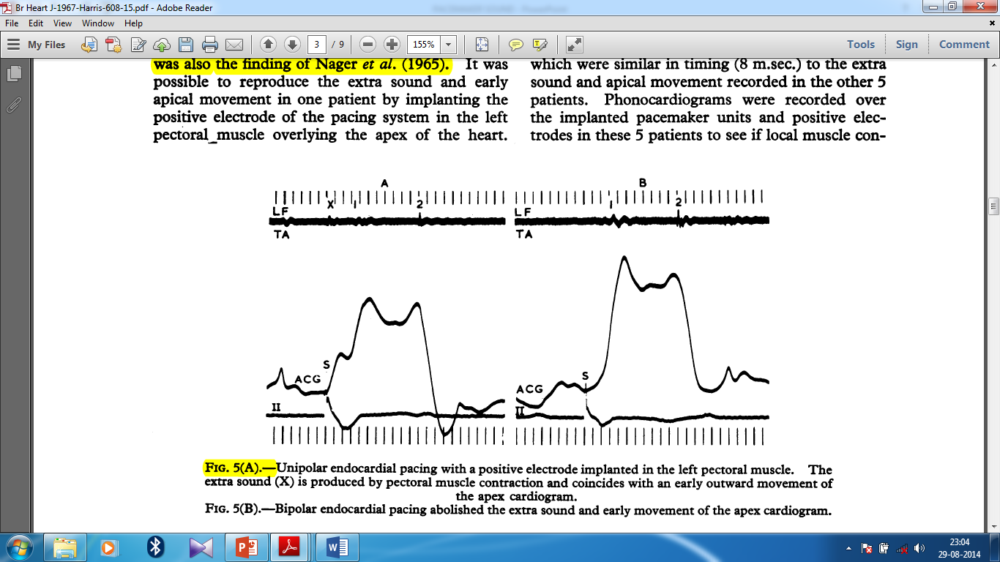 Br Heart J-1967-Harris-608-15.pdf - Adobe Reader
File Edit View Window Help
My Files 3 / 9 155% Tools Sign Comment
was also the finding of Nager et al. (1965). It was
possible to reproduce the extra sound and early
apical movement in one patient by implanting the
positive electrode of the pacing system in the left
pectoral muscle overlying the apex of the heart.
which were similar in timing (8 m.sec.) to the extra
sound and apical movement recorded in the other 5
patients. Phonocardiograms were recorded over
the implanted pacemaker units and positive elec-
trodes in these 5 patients to see if local muscle con-
A
X 1 2
LF
TA
S
ACG
II
B
1 2
LF
TA
S
ACG
II
FIG. 5(A).—Unipolar endocardial pacing with a positive electrode implanted in the left pectoral muscle. The
extra sound (X) is produced by pectoral muscle contraction and coincides with an early outward movement of
the apex cardiogram.
FIG. 5(B).—Bipolar endocardial pacing abolished the extra sound and early movement of the apex cardiogram.
23:04
29-08-2014